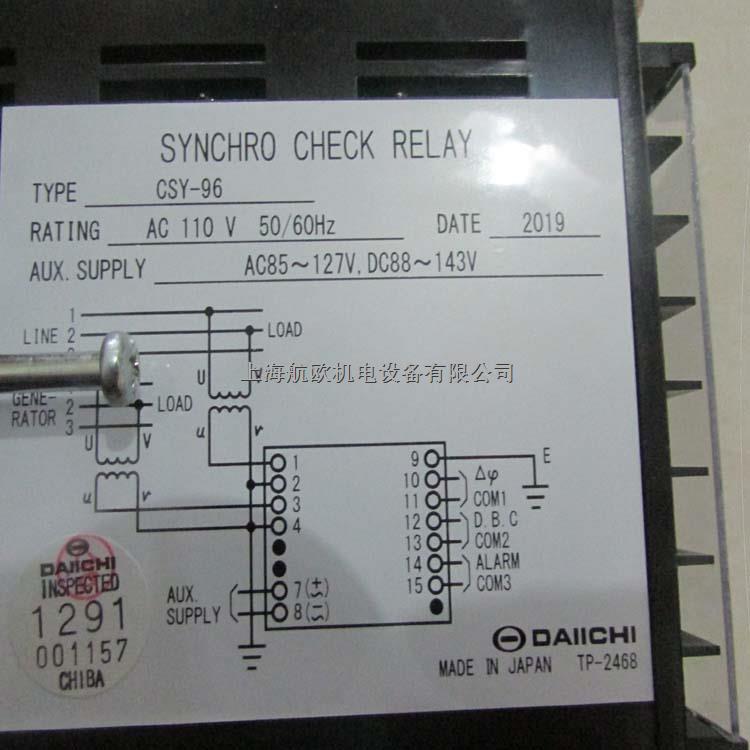 SYNCHRO CHECK RELAY
TYPE CSY-96
RATING AC 110 V 50/60Hz DATE 2019
AUX. SUPPLY AC85～127V, DC88～143V
1
LINE 2 LOAD
U V
上海航欧机电设备有限公司
GENE-
RATOR 2 LOAD
3
U V
u v
u v
1 9 E
2 10 Δφ
3 11 COM1
4 12 D.B.C
13 COM2
14 ALARM
AUX. 7(±) 15 COM3
SUPPLY 8(∓)
DAIICHI
INSPECTED
1291
001157
CHIBA
DAIICHI
MADE IN JAPAN TP-2468